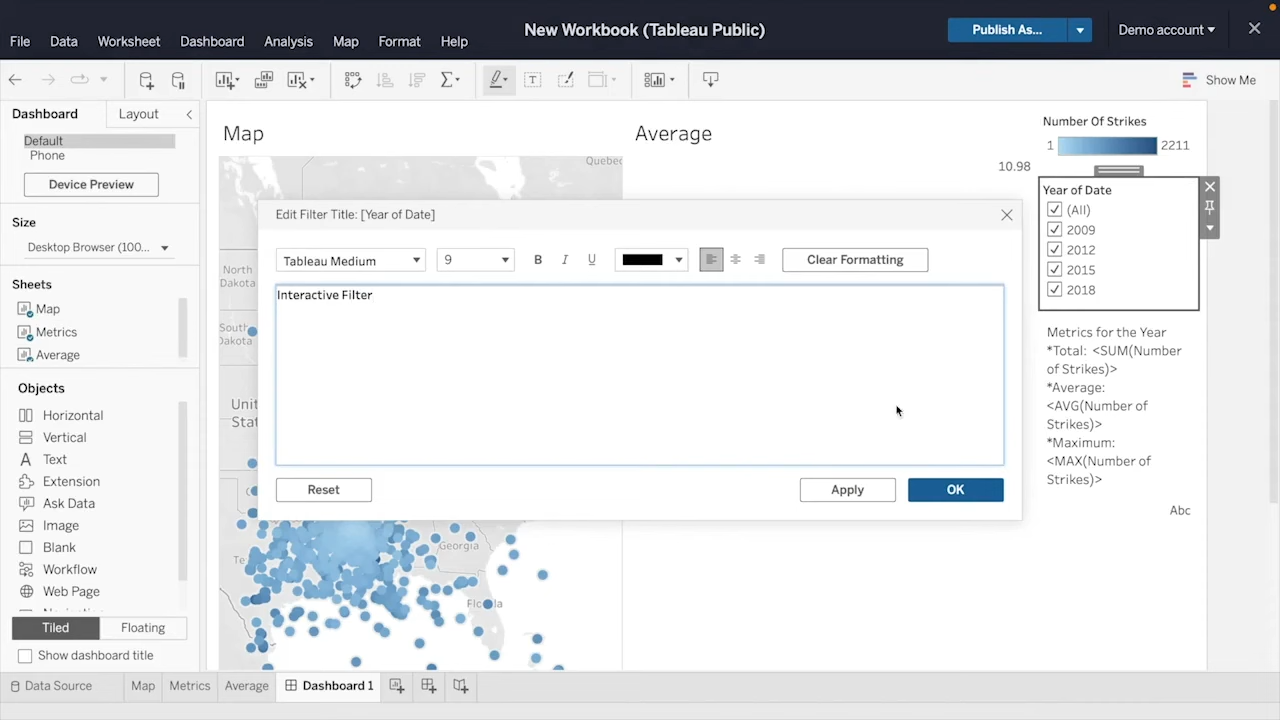 New Workbook (Tableau Public)
Publish As...
Demo account
File
Data
Worksheet
Dashboard
Analysis
Map
Format
Help
Show Me
Dashboard
Layout
Default
Phone
Device Preview
Size
Desktop Browser (100...
Sheets
Map
Metrics
Average
Objects
Horizontal
Vertical
Text
Extension
Ask Data
Image
Blank
Workflow
Web Page
Tiled
Floating
Show dashboard title
Map
Quebec
North
Dakota
South
Dakota
Unit
Stat
Te
Georgia
Average
10.98
Edit Filter Title: [Year of Date]
Tableau Medium
9
B
I
U
Clear Formatting
Interactive Filter
Reset
Apply
OK
Number Of Strikes
1
2211
Year of Date
(All)
2009
2012
2015
2018
Metrics for the Year
*Total: <SUM(Number
of Strikes)>
*Average:
<AVG(Number of
Strikes)>
*Maximum:
<MAX(Number of
Strikes)>
Abc
Data Source
Map
Metrics
Average
Dashboard 1